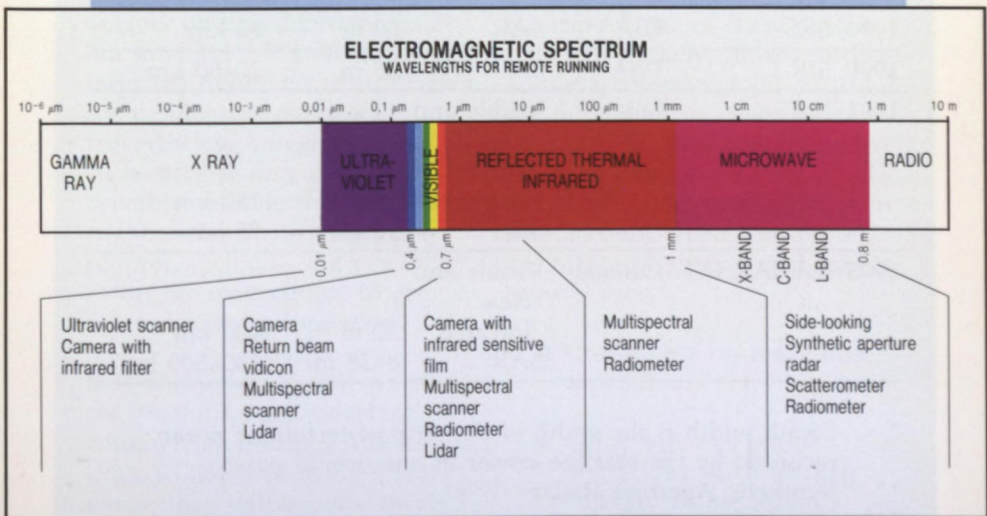 ELECTROMAGNETIC SPECTRUM
WAVELENGTHS FOR REMOTE RUNNING
10⁻⁶ μm 10⁻⁵ μm 10⁻⁴ μm 10⁻³ μm 0.01 μm 0.1 μm 1 μm 10 μm 100 μm 1 mm 1 cm 10 cm 1 m 10 m
GAMMA
RAY
X RAY
ULTRA-
VIOLET
VISIBLE
REFLECTED THERMAL
INFRARED
MICROWAVE
RADIO
0.01 μm
0.4 μm
0.7 μm
1 mm
X-BAND
C-BAND
L-BAND
0.8 m
Ultraviolet scanner
Camera with
infrared filter
Camera
Return beam
vidicon
Multispectral
scanner
Lidar
Camera with
infrared sensitive
film
Multispectral
scanner
Radiometer
Lidar
Multispectral
scanner
Radiometer
Side-looking
Synthetic aperture
radar
Scatterometer
Radiometer